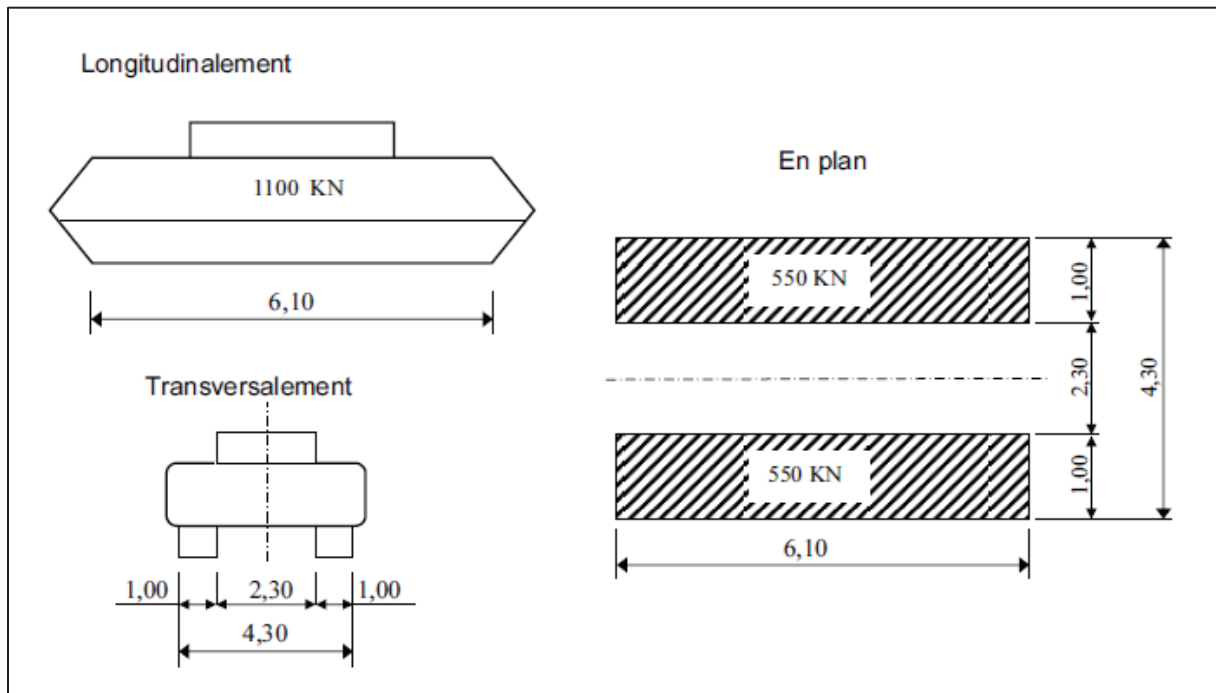 Longitudinalement
1100 KN
6,10
Transversalement
1,00 2,30 1,00
4,30
En plan
550 KN
1,00
2,30
4,30
550 KN
1,00
6,10